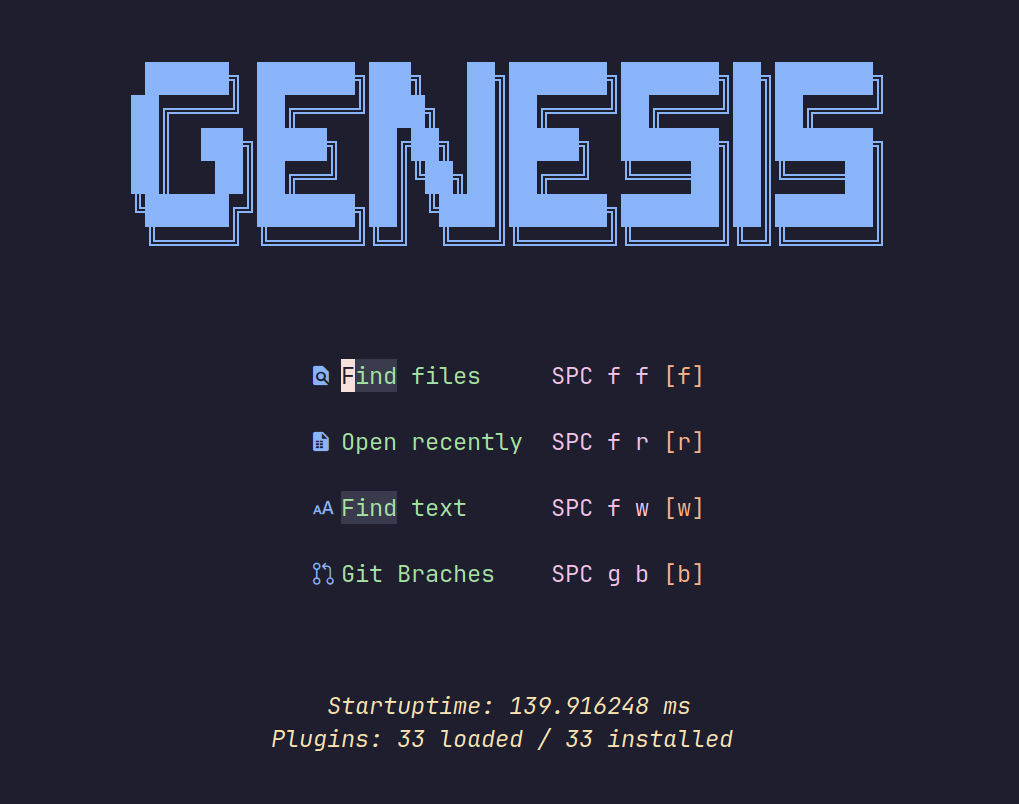 GENESIS
Find files SPC f f [f]
Open recently SPC f r [r]
Find text SPC f w [w]
Git Braches SPC g b [b]
Startuptime: 139.916248 ms
Plugins: 33 loaded / 33 installed